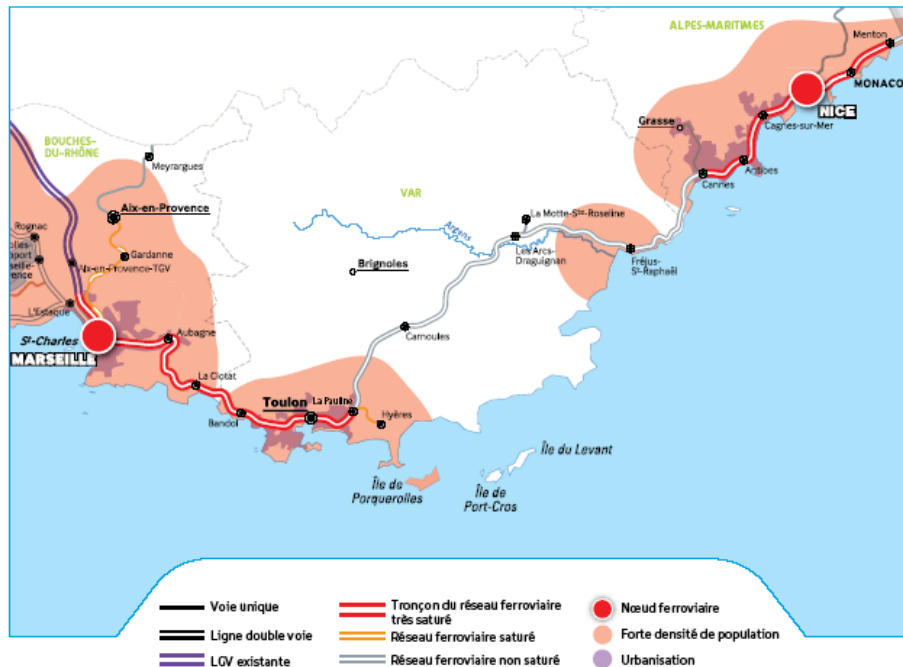 ALPES-MARITIMES
Menton
MONACO
NICE
Cagnes-sur-Mer
Grasse
Antibes
Cannes
BOUCHES-
DU-RHÔNE
Meyrargues
VAR
Aix-en-Provence
Rognac
Gardanne
Aix-en-Provence-TGV
L'Estaque
La Motte-Ste-Roseline
Argens
Les Arcs-
Draguignan
Fréjus-
St-Raphaël
Brignoles
Carnoules
St-Charles
MARSEILLE
Aubagne
La Ciotat
Toulon
La Pauline
Bandol
Hyères
Île du Levant
Île de
Porquerolles
Île de
Port-Cros
Voie unique
Ligne double voie
LGV existante
Tronçon du réseau ferroviaire
très saturé
Réseau ferroviaire saturé
Réseau ferroviaire non saturé
Nœud ferroviaire
Forte densité de population
Urbanisation